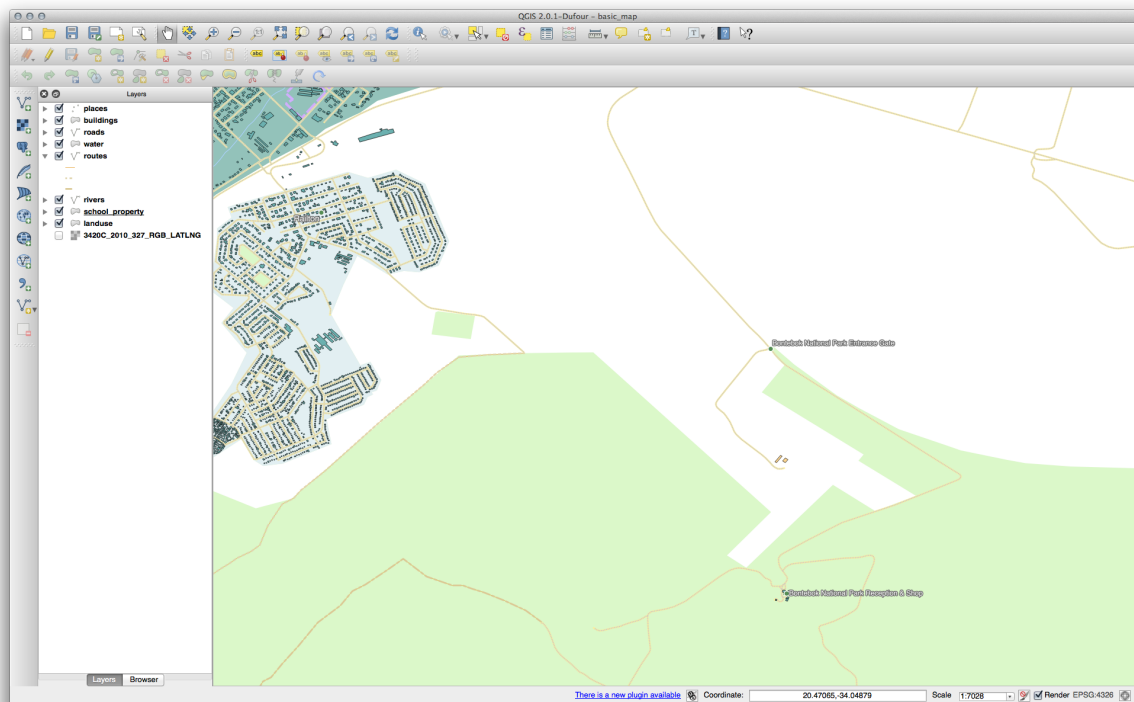 QGIS 2.0.1-Dufour - basic_map
Layers
places
buildings
roads
water
routes
rivers
school_property
landuse
3420C_2010_327_RGB_LATLNG
Railton
Bontebok National Park Entrance Gate
Bontebok National Park Reception & Shop
Layers
Browser
There is a new plugin available
Coordinate:
20.47065,-34.04879
Scale
1:7028
Render
EPSG:4326